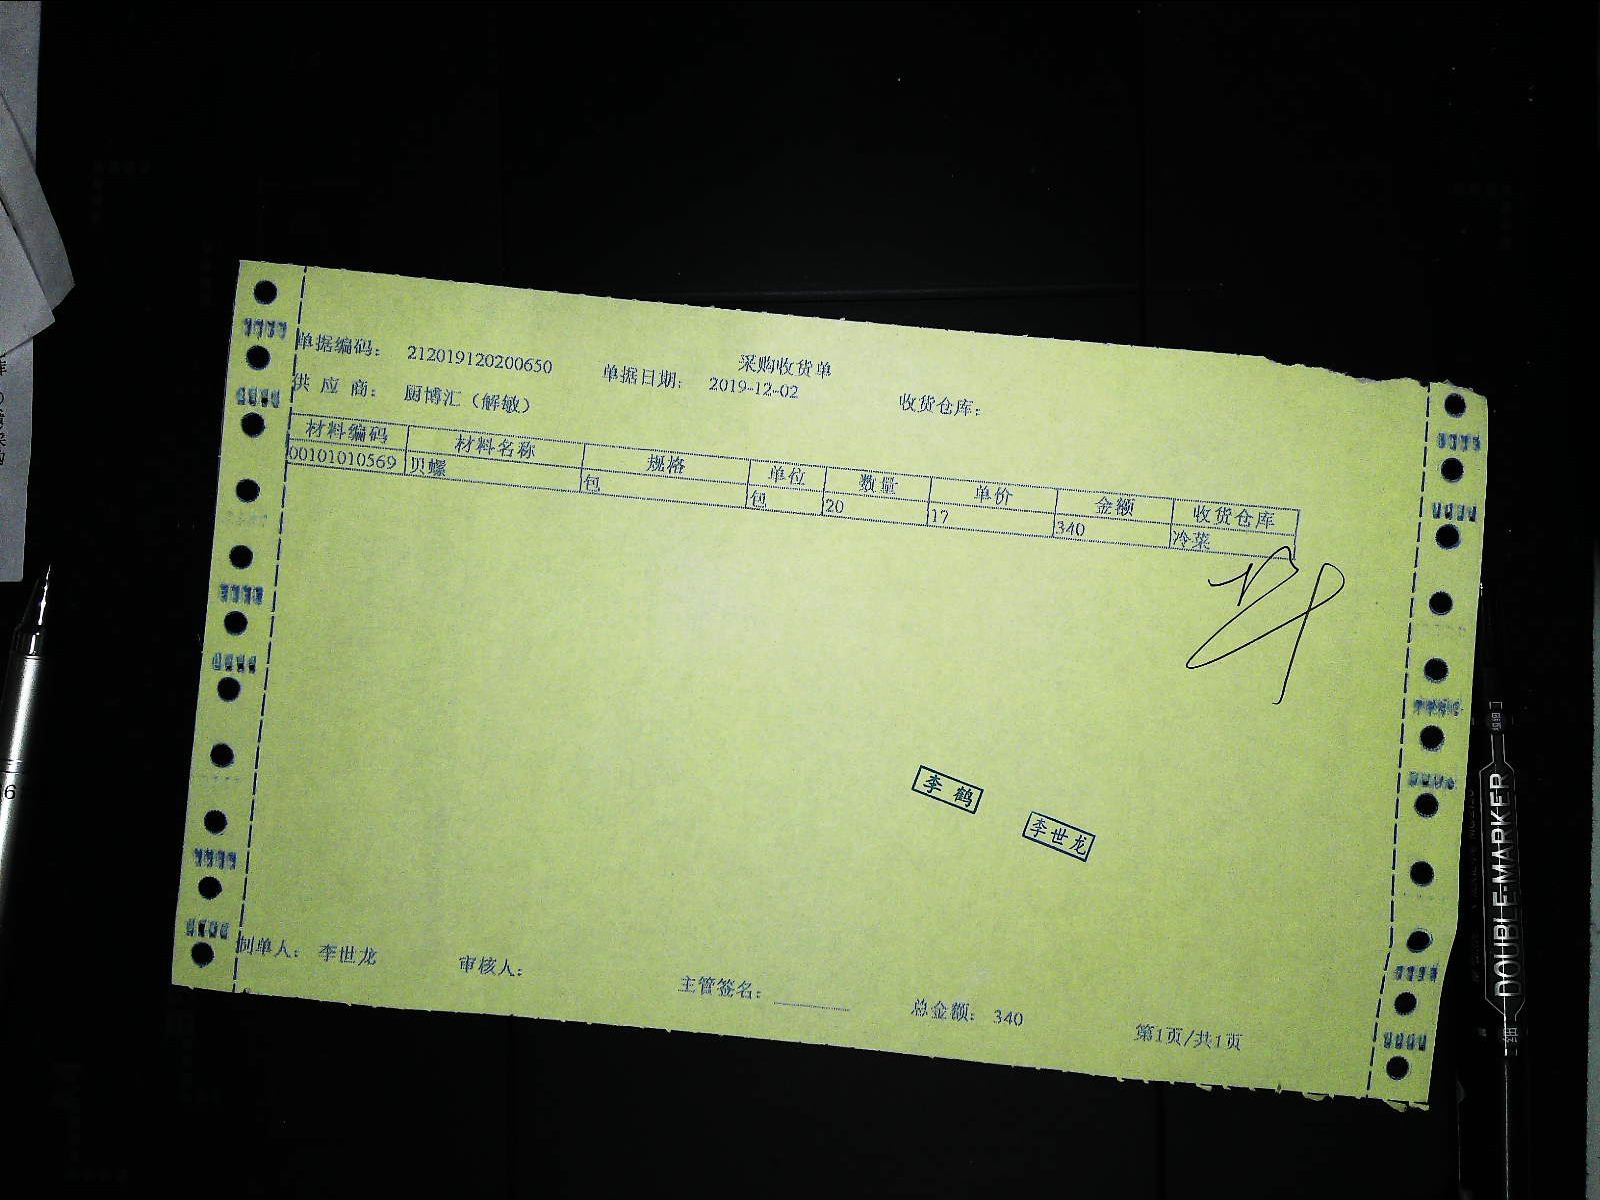 采购收货单
单据编码： 212019120200650 单据日期： 2019-12-02 收货仓库：
供 应 商： 厨博汇（解敏）
材料编码 材料名称 规格 单位 数量 单价 金额 收货仓库
00101010569 贝螺 包 包 20 17 340 冷菜
李鹤
李世龙
制单人： 李世龙 审核人： 主管签名： 总金额： 340 第1页/共1页
DOUBLE-MARKER
6